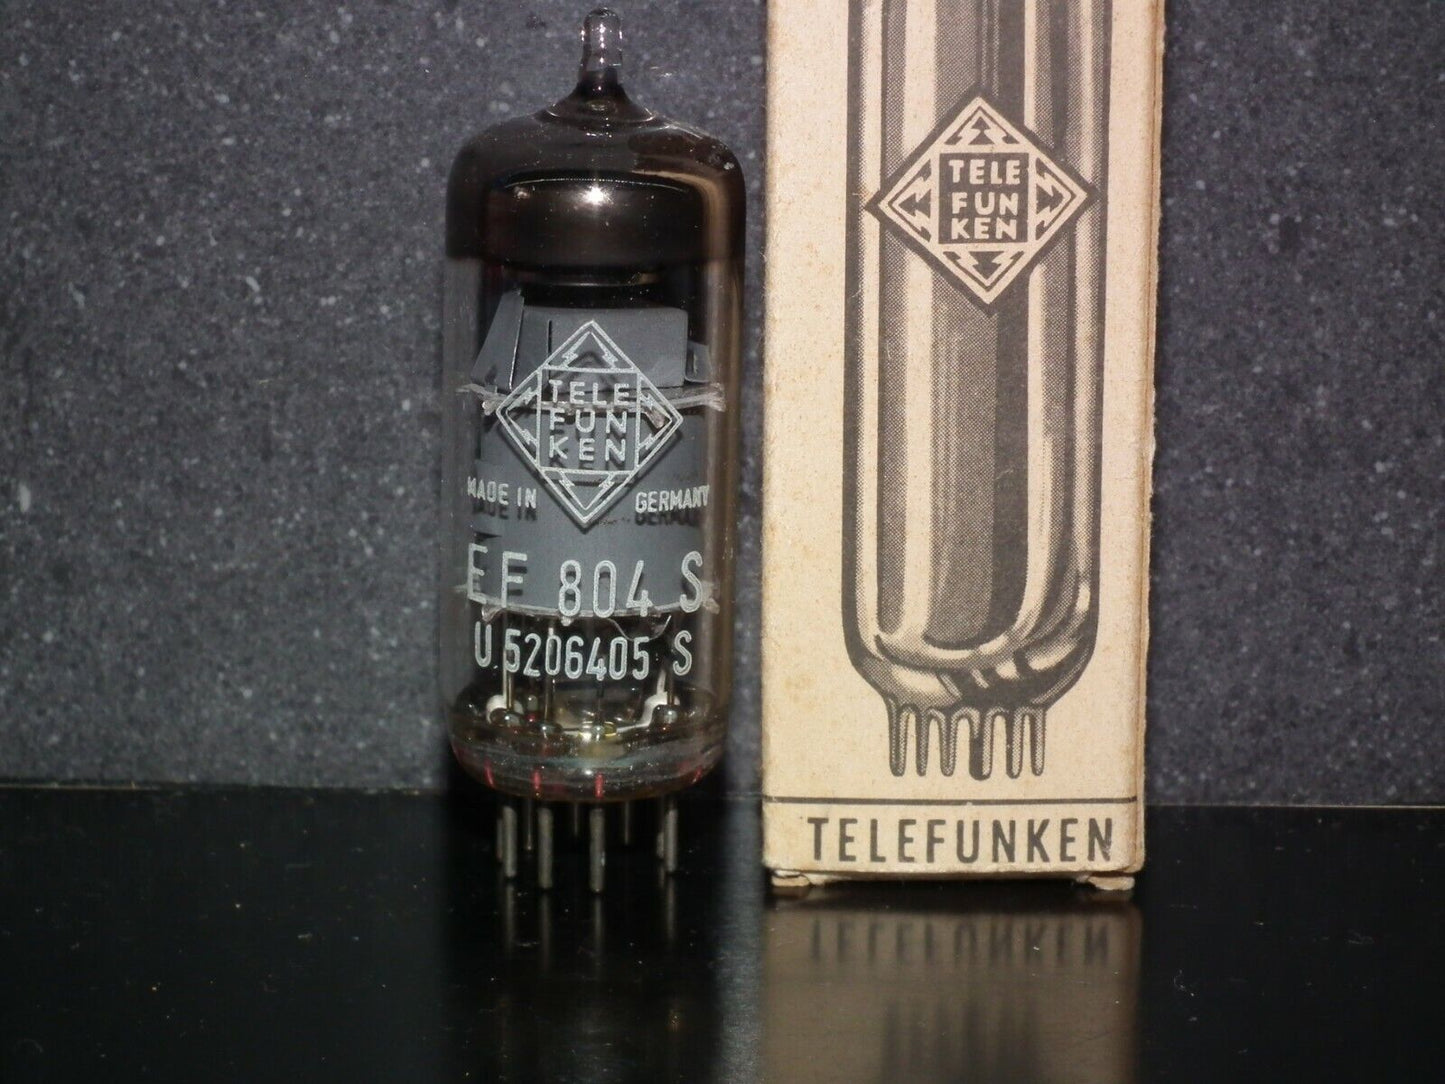 TELE
FUN
KEN
MADE IN GERMANY
EF 804 S
U 5206405 S
TELE
FUN
KEN
TELEFUNKEN